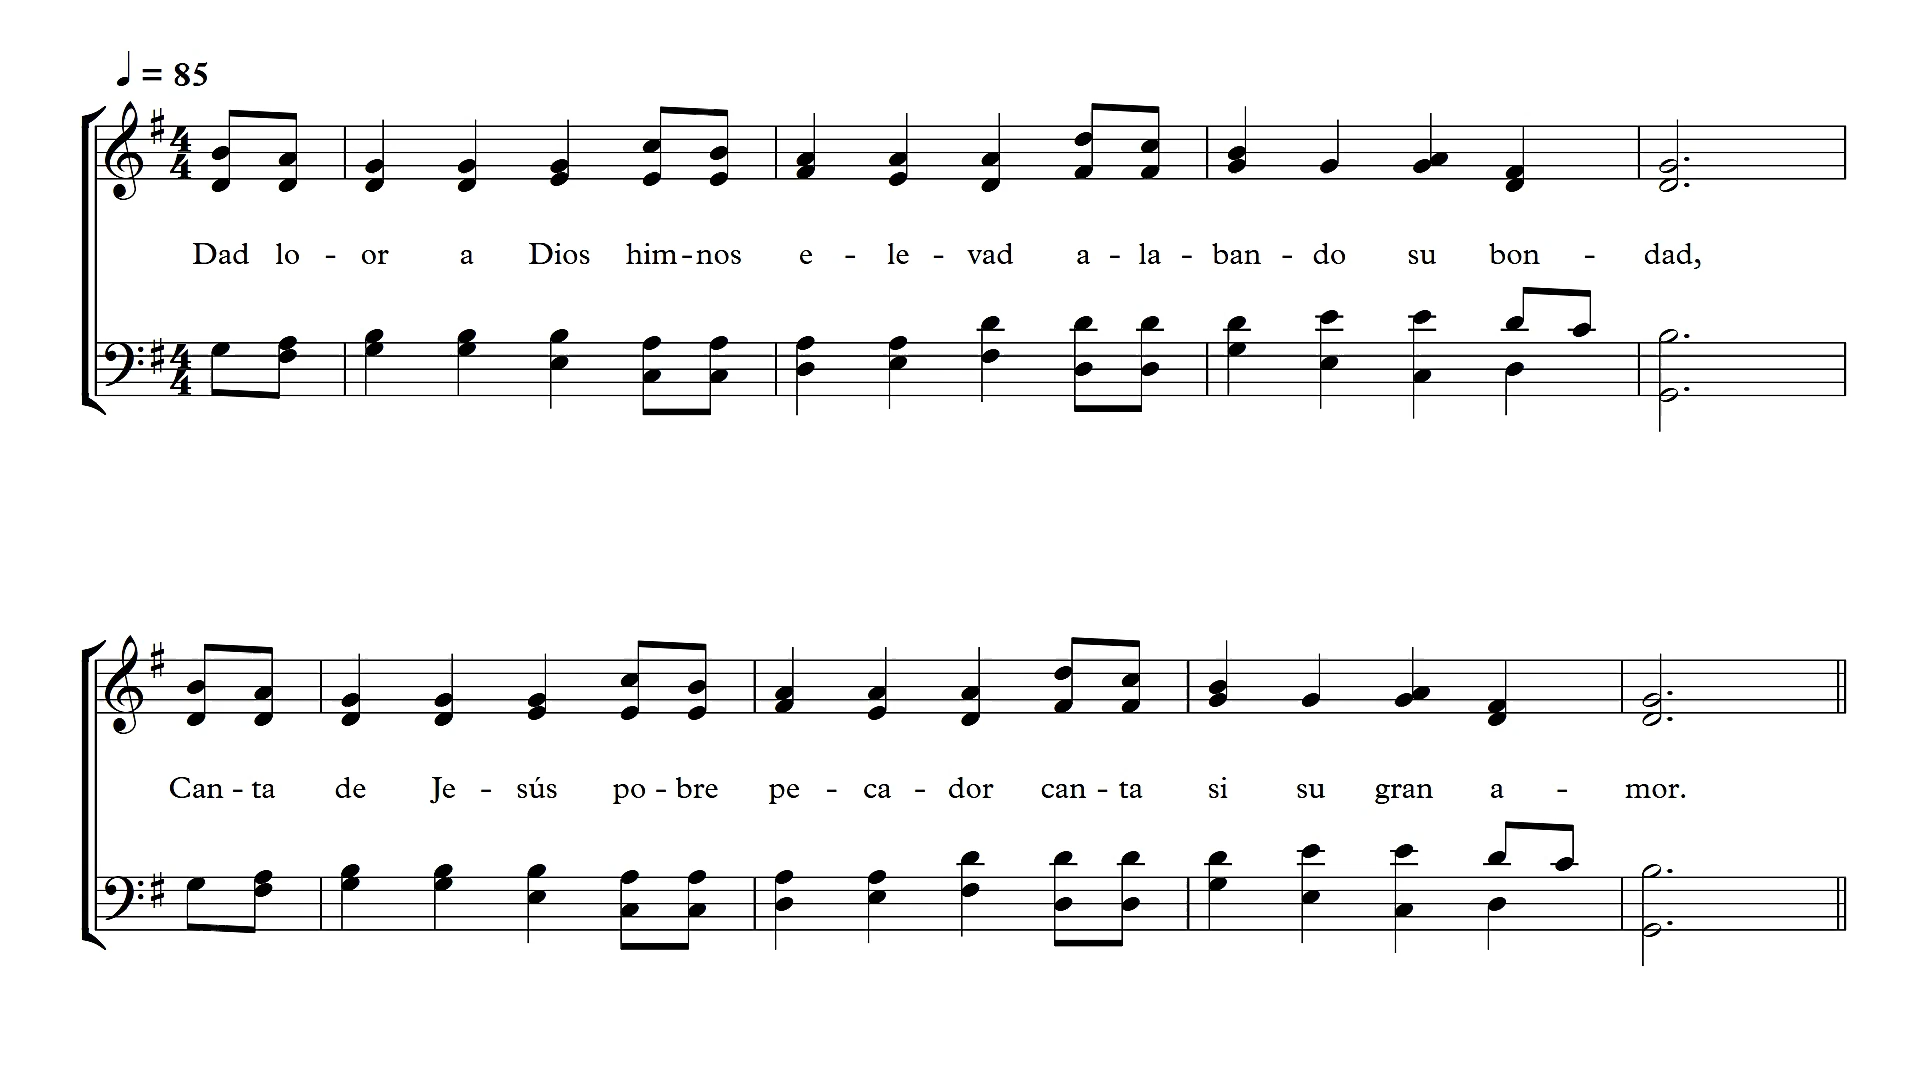 ♩ = 85
Dad lo - or a Dios him - nos e - le - vad a - la - ban - do su bon - dad,
Can - ta de Je - sús po - bre pe - ca - dor can - ta si su gran a - mor.